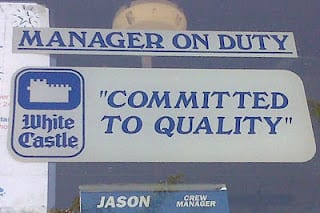 MANAGER ON DUTY
White
Castle
"COMMITTED
TO QUALITY"
JASON
CREW
MANAGER